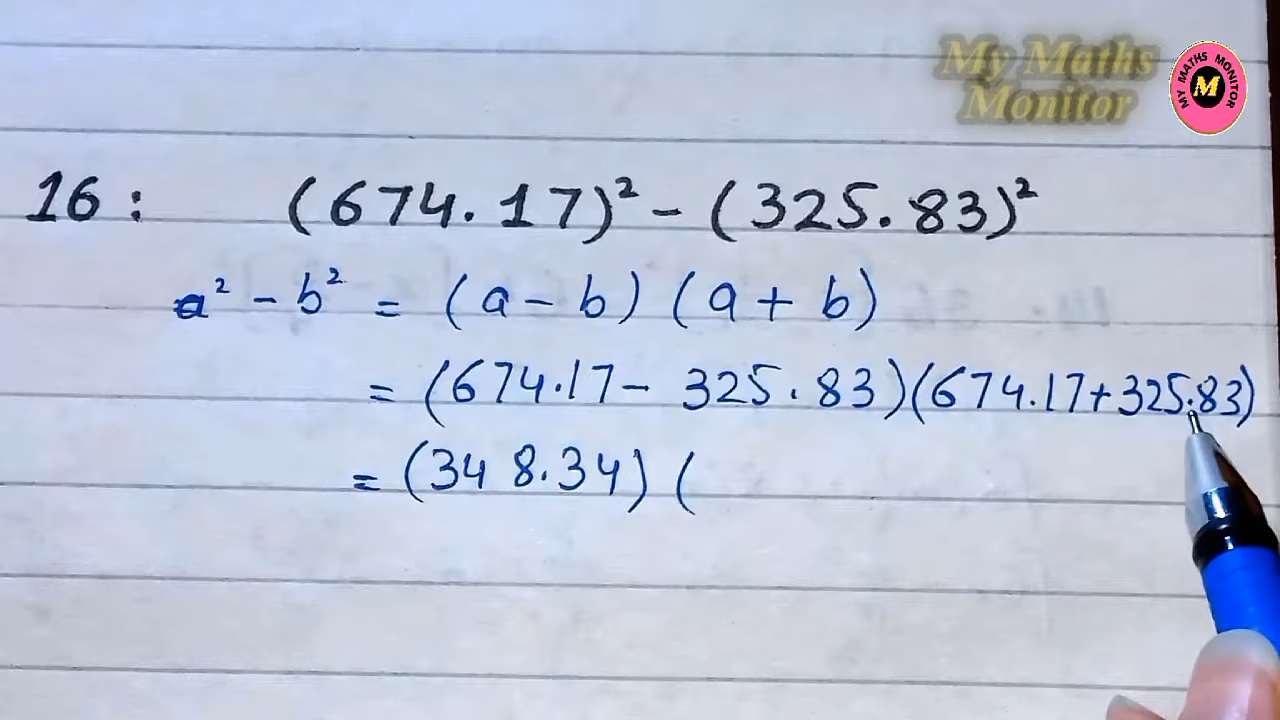 My Maths
Monitor
MY MATHS MONITOR
M
16 : (674.17)² - (325.83)²
a² - b² = (a - b) (a + b)
= (674.17 - 325.83)(674.17+325.83)
= (348.34) (